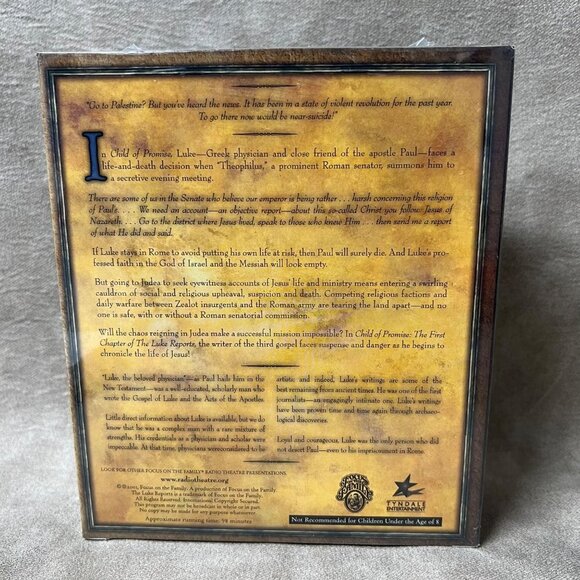 "Go to Palestine? But you've heard the news. It has been in a state of violent revolution for the past year.
To go there now would be near-suicide!"
In Child of Promise, Luke—Greek physician and close friend of the apostle Paul—faces a
life-and-death decision when "Theophilus," a prominent Roman senator, summons him to
a secretive evening meeting.
There are some of us in the Senate who believe our emperor is being rather . . . harsh concerning this religion
of Paul's. . . . We need an account—an objective report—about this so-called Christ you follow: Jesus of
Nazareth. . . . Go to the district where Jesus lived, speak to those who knew Him . . . then send me a report
of what He did and said.
If Luke stays in Rome to avoid putting his own life at risk, then Paul will surely die. And Luke's pro-
fessed faith in the God of Israel and the Messiah will look empty.
But going to Judea to seek eyewitness accounts of Jesus' life and ministry means entering a swirling
cauldron of social and religious upheaval, suspicion and death. Competing religious factions and
daily warfare between Zealot insurgents and the Roman army are tearing the land apart—and no
one is safe, with or without a Roman senatorial commission.
Will the chaos reigning in Judea make a successful mission impossible? In Child of Promise: The First
Chapter of The Luke Reports, the writer of the third gospel faces suspense and danger as he begins to
chronicle the life of Jesus!
"Luke, the beloved physician"—as Paul hails him in the
New Testament—was a well-educated, scholarly man who
wrote the Gospel of Luke and the Acts of the Apostles.
Little direct information about Luke is available, but we do
know that he was a complex man with a rare mixture of
strengths. His credentials as a physician and scholar were
impeccable. At that time, physicians were considered to be
artists; and indeed, Luke's writings are some of the
best remaining from ancient times. He was one of the first
journalists—an engagingly intimate one. Luke's writings
have been proven time and time again through archaeo-
logical discoveries.
Loyal and courageous, Luke was the only person who did
not desert Paul—even to his imprisonment in Rome.
LOOK FOR OTHER FOCUS ON THE FAMILY® RADIO THEATRE PRESENTATIONS.
www.radiotheatre.org
Focus on the Family. A production of Focus on the Family.
The Luke Reports is a trademark of Focus on the Family.
All Rights Reserved. International Copyright Secured.
This program may not be broadcast in whole or in part.
No copy may be made for any purpose whatsoever.
Approximate running time: 98 minutes
TYNDALE
ENTERTAINMENT
Not Recommended for Children Under the Age of 8